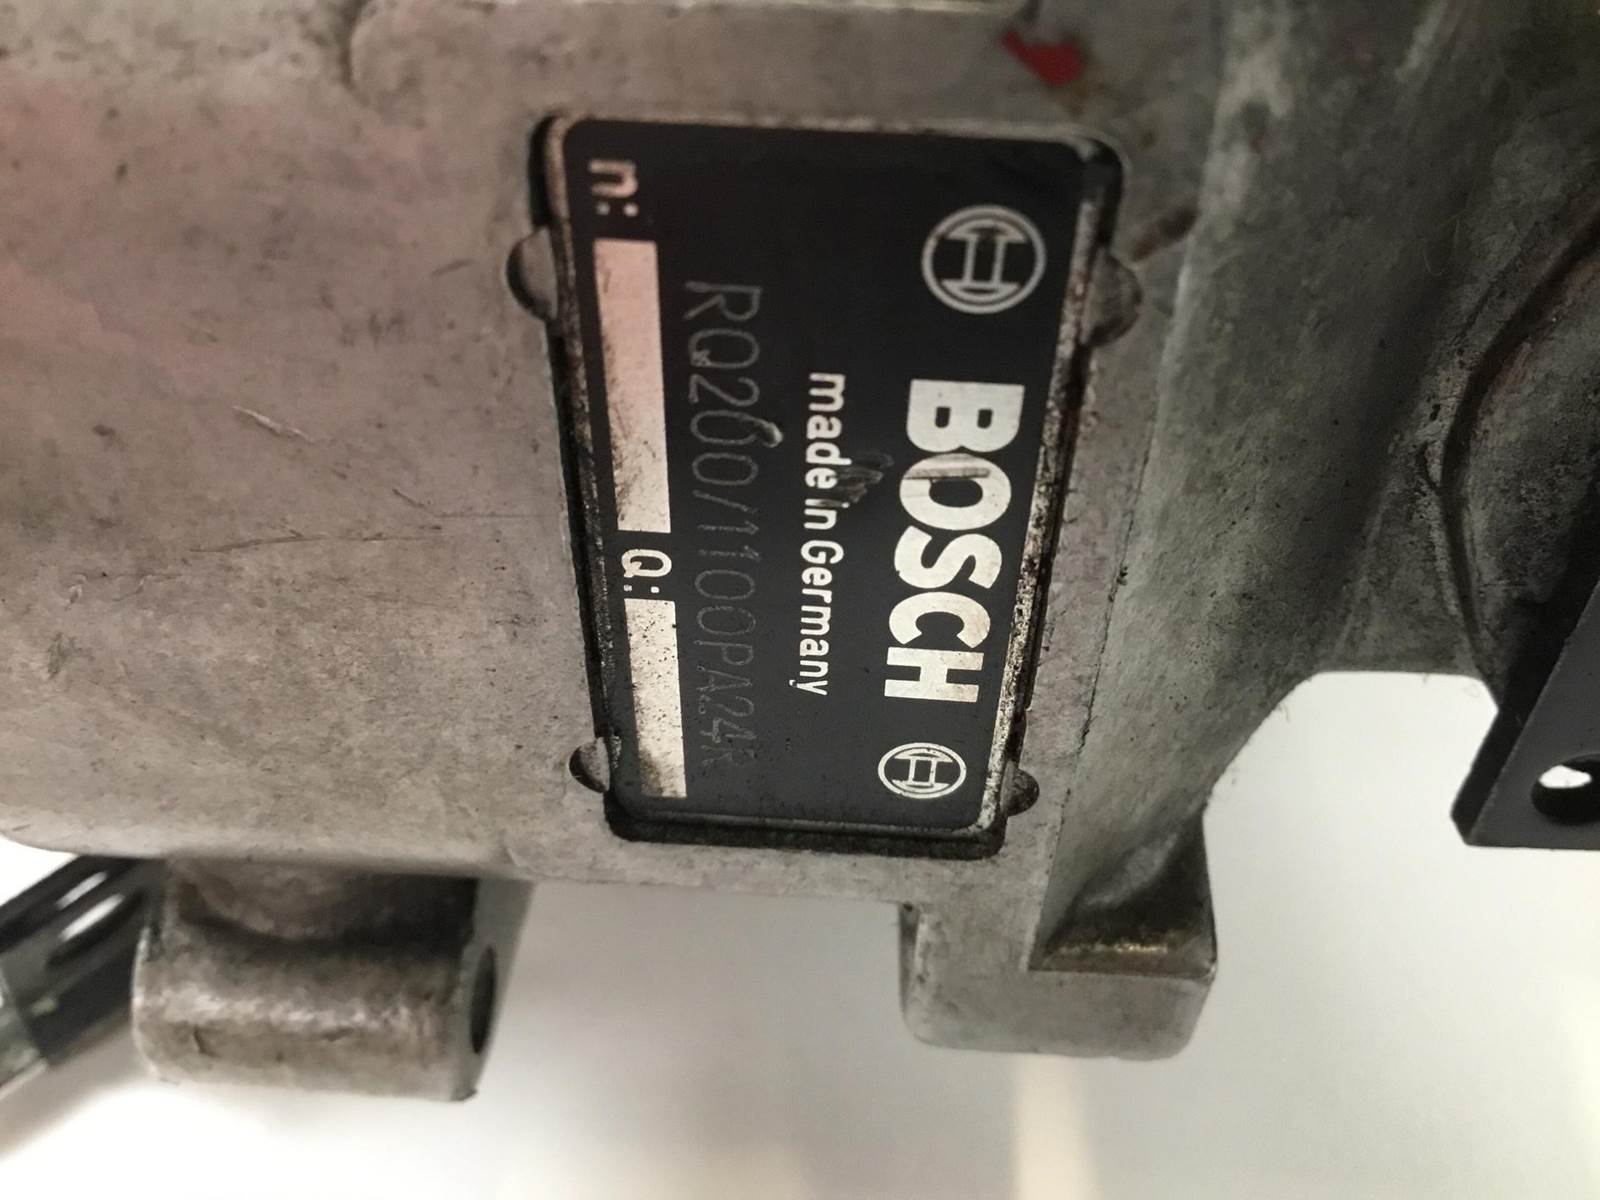 BOSCH
made in Germany
RQ200/1100PA24R
n: Q: